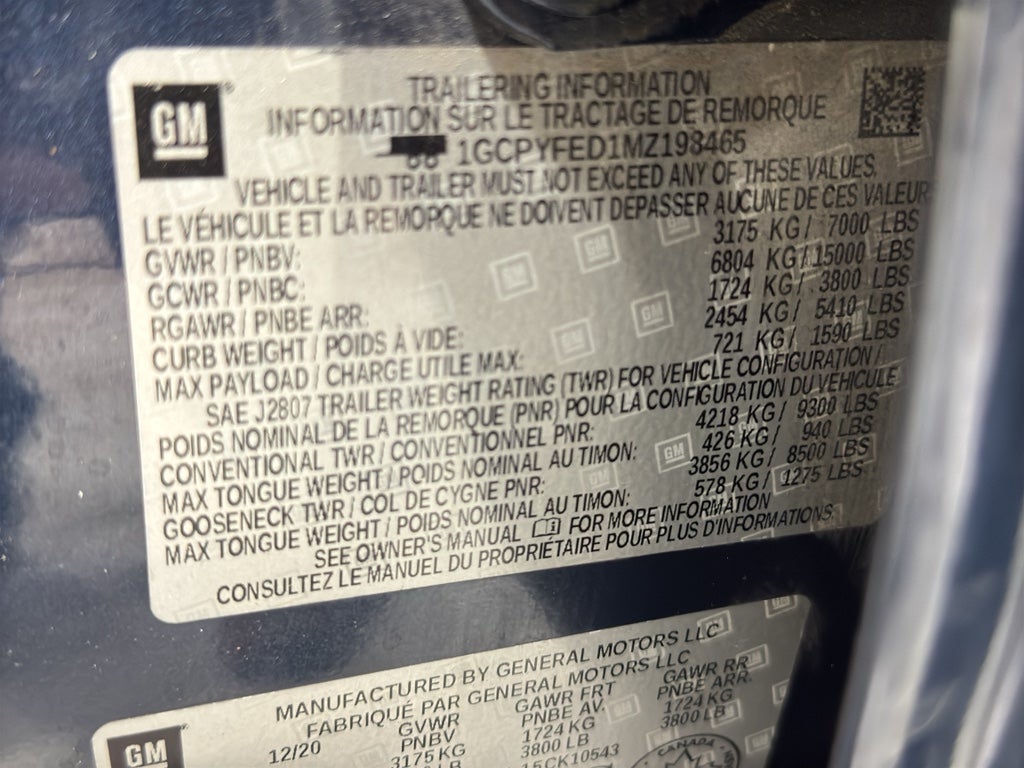 GM
TRAILERING INFORMATION
INFORMATION SUR LE TRACTAGE DE REMORQUE
1GCPYFED1MZ198465
VEHICLE AND TRAILER MUST NOT EXCEED ANY OF THESE VALUES.
LE VÉHICULE ET LA REMORQUE NE DOIVENT DEPASSER AUCUNE DE CES VALEUR
GVWR / PNBV: 3175 KG / 7000 LBS
GCWR / PNBC: 6804 KG / 15000 LBS
RGAWR / PNBE ARR: 1724 KG / 3800 LBS
CURB WEIGHT / POIDS À VIDE: 2454 KG / 5410 LBS
MAX PAYLOAD / CHARGE UTILE MAX: 721 KG / 1590 LBS
SAE J2807 TRAILER WEIGHT RATING (TWR) FOR VEHICLE CONFIGURATION /
POIDS NOMINAL DE LA REMORQUE (PNR) POUR LA CONFIGURATION DU VÉHICULE
CONVENTIONAL TWR / CONVENTIONNEL PNR: 4218 KG / 9300 LBS
MAX TONGUE WEIGHT / POIDS NOMINAL AU TIMON: 426 KG / 940 LBS
GOOSENECK TWR / COL DE CYGNE PNR: 3856 KG / 8500 LBS
MAX TONGUE WEIGHT / POIDS NOMINAL AU TIMON: 578 KG / 1275 LBS
SEE OWNER'S MANUAL FOR MORE INFORMATION
CONSULTEZ LE MANUEL DU PROPRIÉTAIRE POUR PLUS D'INFORMATIONS.
GM
MANUFACTURED BY GENERAL MOTORS LLC
FABRIQUÉ PAR GENERAL MOTORS LLC
12/20 GVWR GAWR FRT GAWR RR
PNBV PNBE AV. PNBE ARR.
3175 KG 1724 KG 1724 KG
LB 3800 LB 3800 LB
15CK10543
CANADA